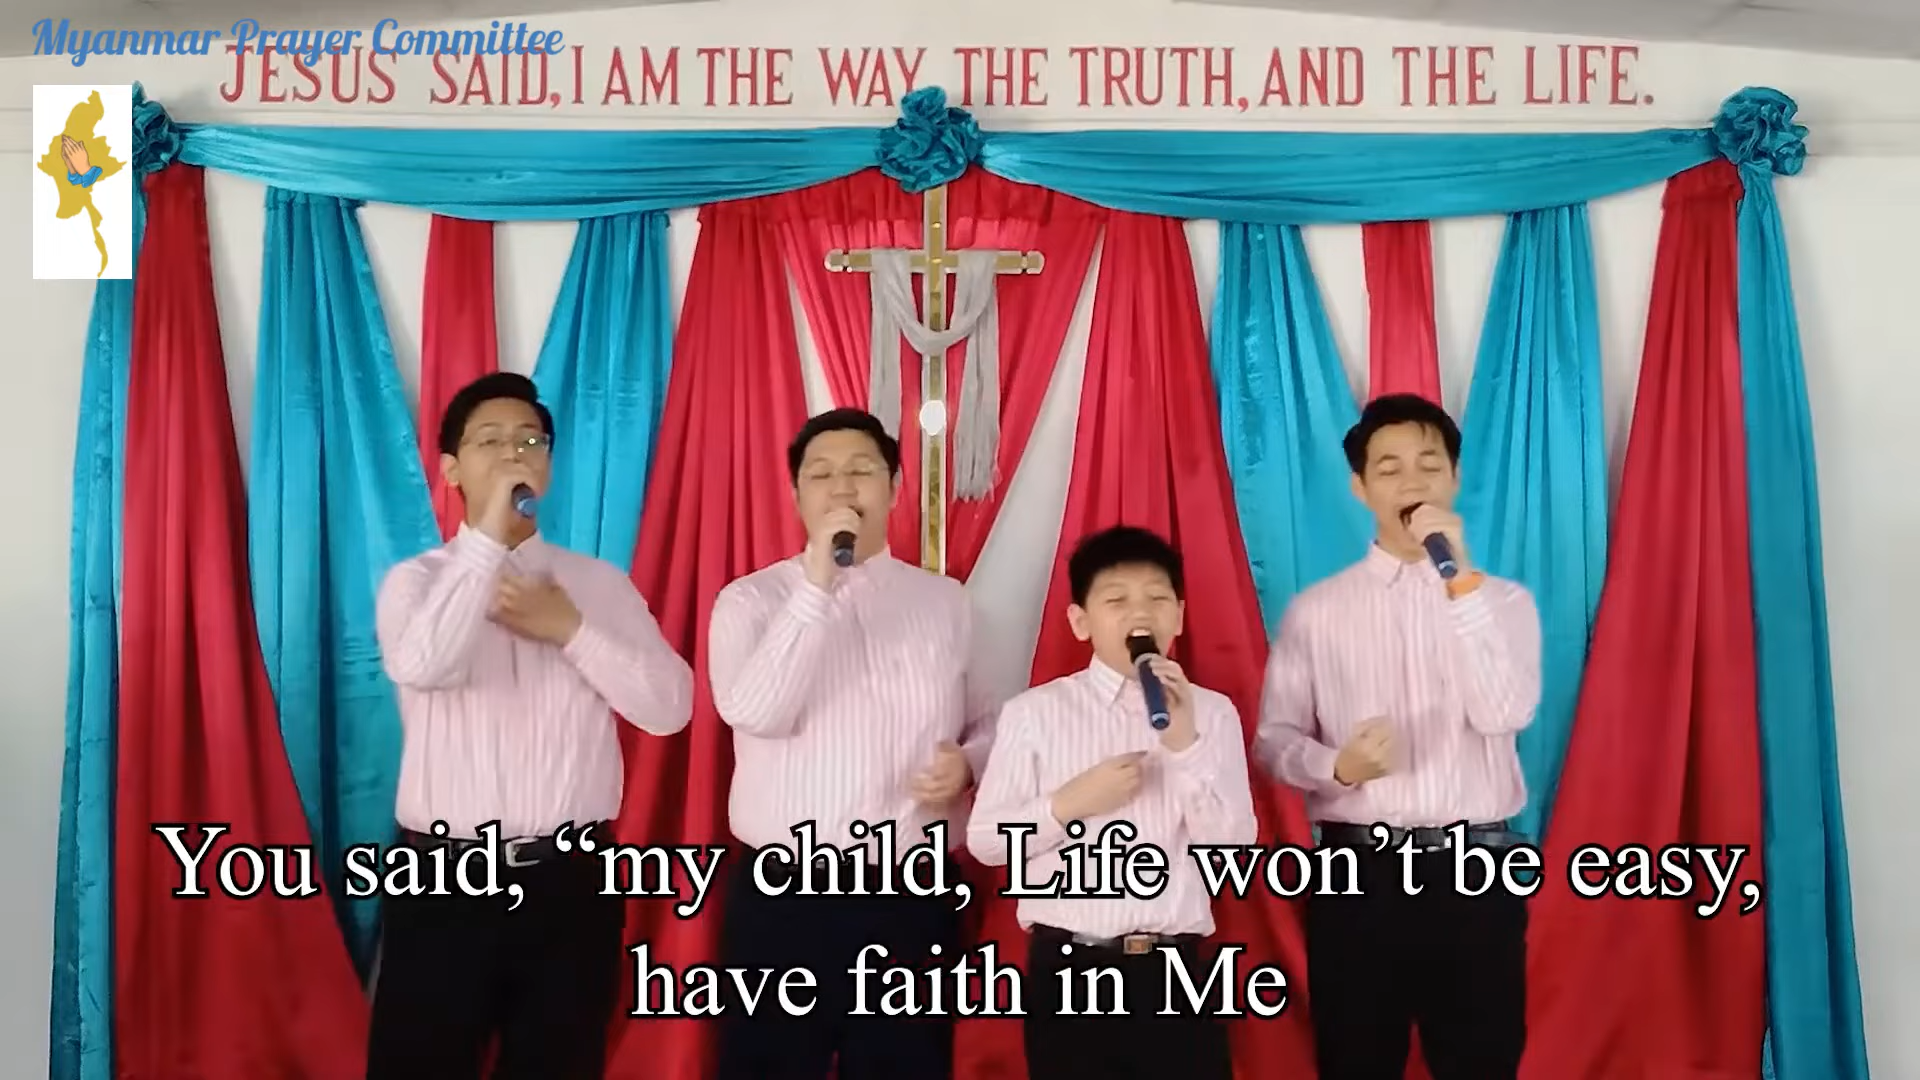 Myanmar Prayer Committee
JESUS SAID, I AM THE WAY, THE TRUTH, AND THE LIFE.
You said, “my child, Life won’t be easy,
have faith in Me